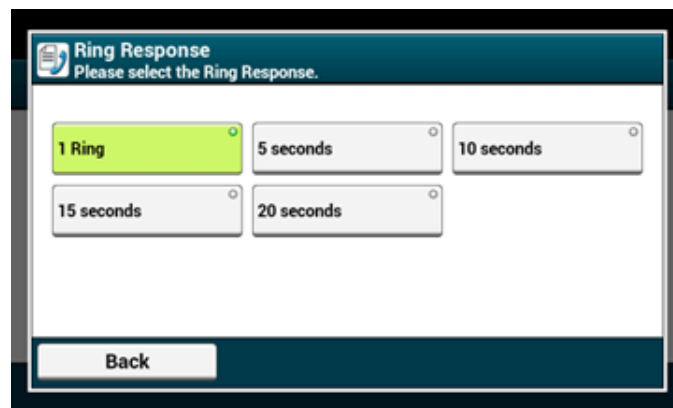 Ring Response
Please select the Ring Response.
1 Ring
5 seconds
10 seconds
15 seconds
20 seconds
Back